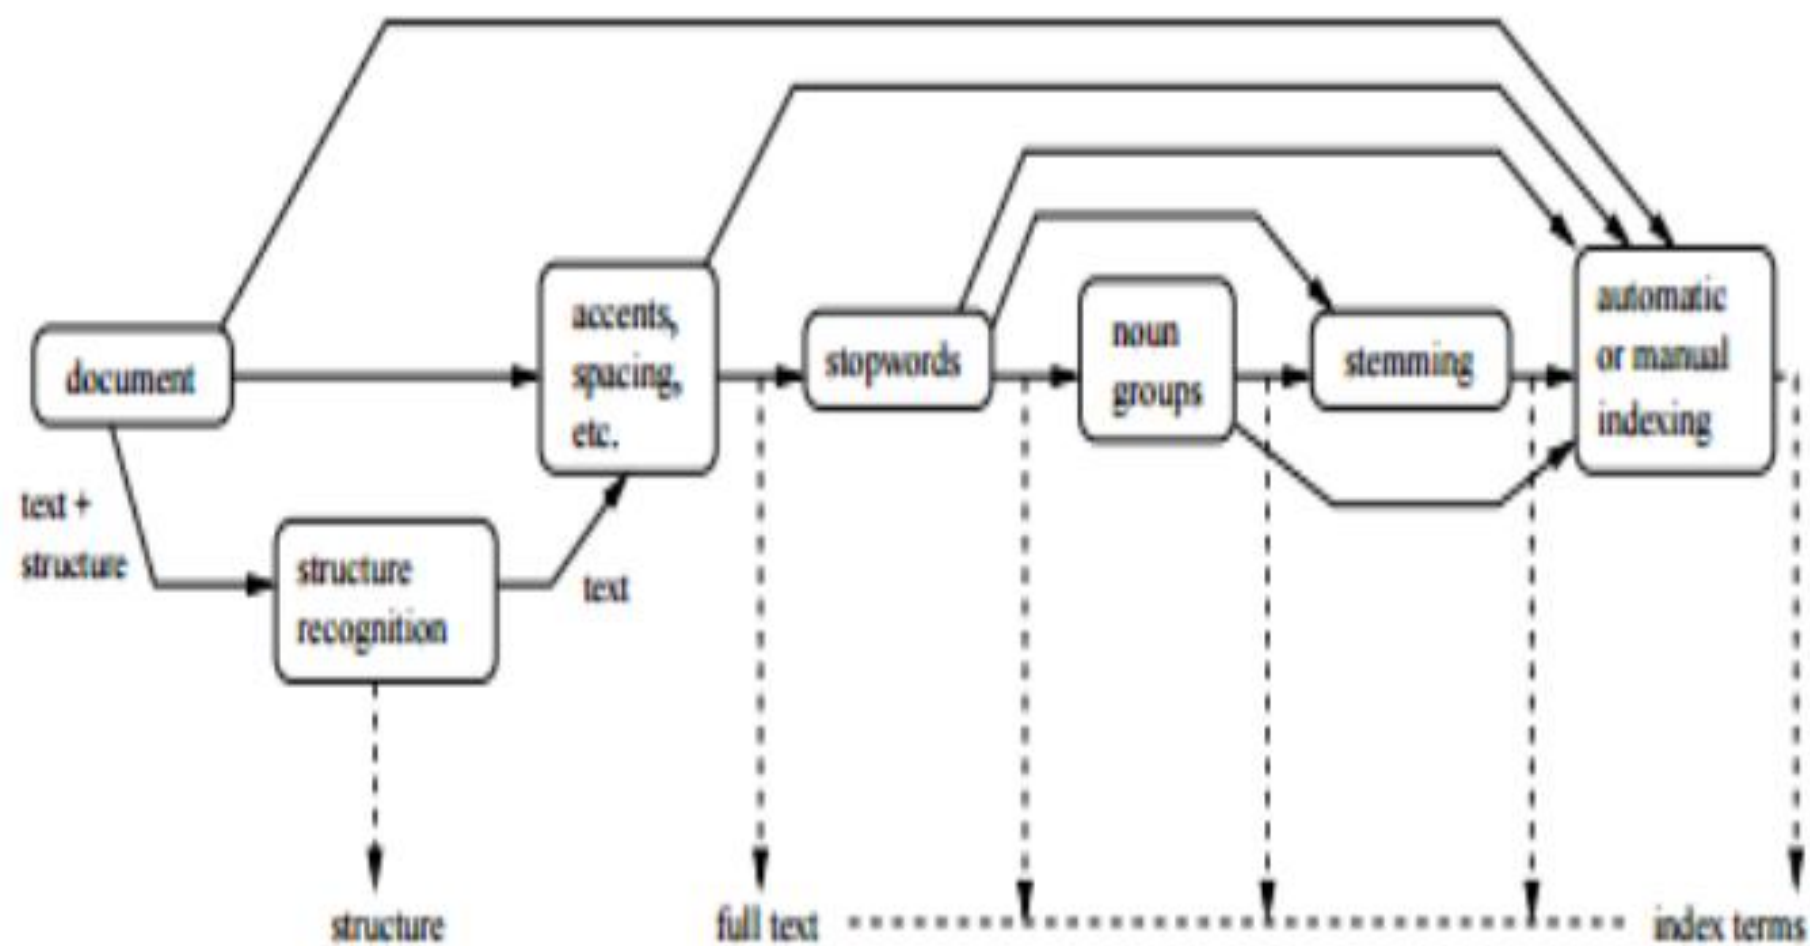 document
accents,
spacing,
etc.
stopwords
noun
groups
stemming
automatic
or manual
indexing
text +
structure
structure
recognition
text
structure
full text
index terms